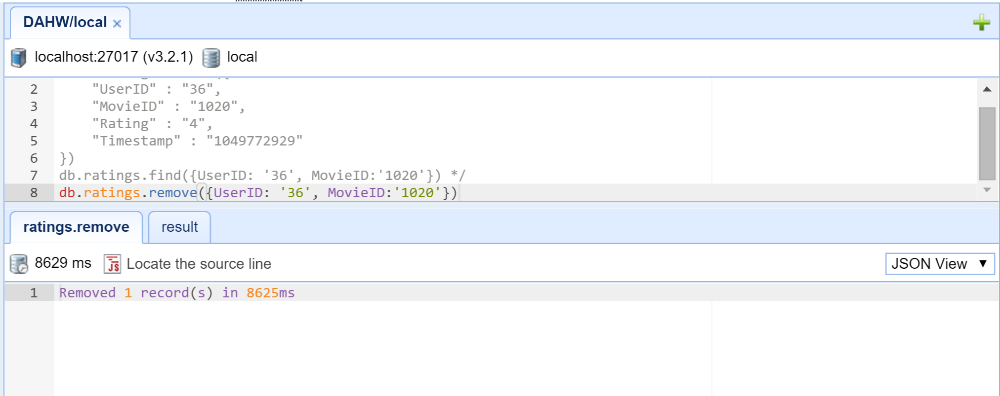 DAHW/local ×
localhost:27017 (v3.2.1) local
2 "UserID" : "36",
3 "MovieID" : "1020",
4 "Rating" : "4",
5 "Timestamp" : "1049772929"
6 })
7 db.ratings.find({UserID: '36', MovieID:'1020'}) */
8 db.ratings.remove({UserID: '36', MovieID:'1020'})
ratings.remove result
8629 ms JS Locate the source line JSON View ▼
1 Removed 1 record(s) in 8625ms